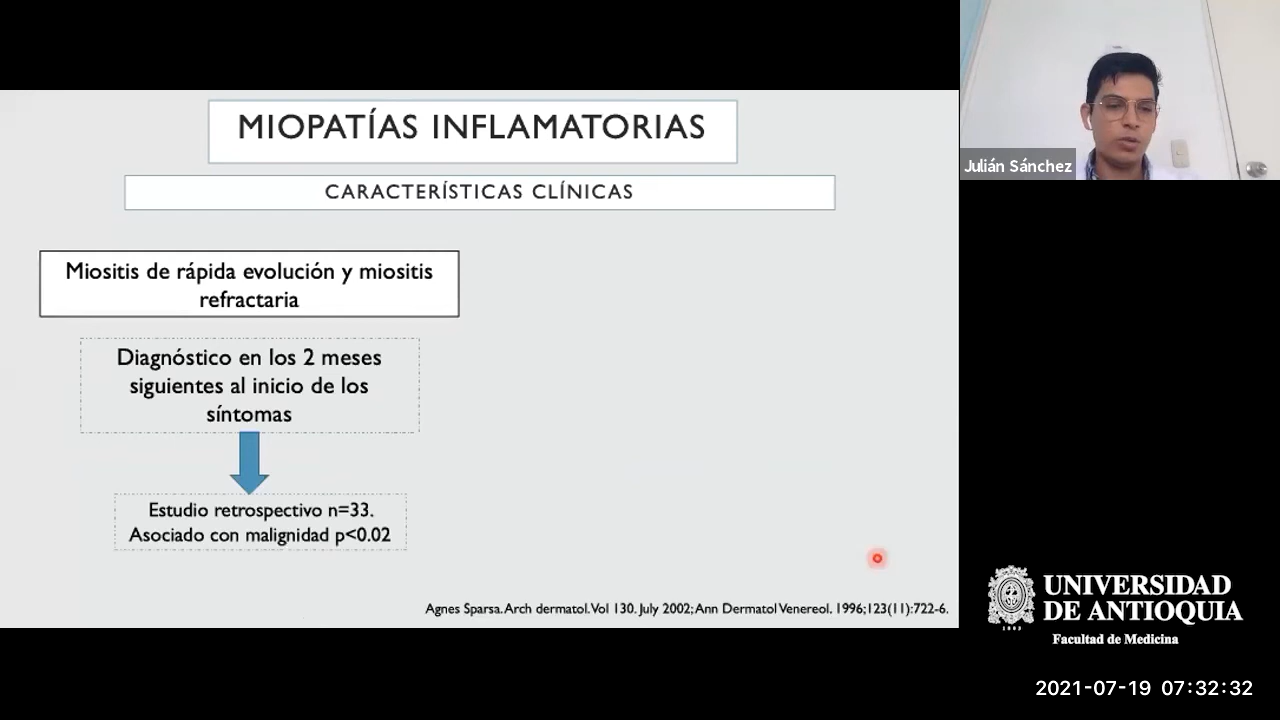 MIOPATÍAS INFLAMATORIAS
CARACTERÍSTICAS CLÍNICAS
Miositis de rápida evolución y miositis
refractaria
Diagnóstico en los 2 meses
siguientes al inicio de los
síntomas
Estudio retrospectivo n=33.
Asociado con malignidad p<0.02
Agnes Sparsa. Arch dermatol. Vol 130. July 2002; Ann Dermatol Venereol. 1996;123(11):722-6.
Julián Sánchez
UNIVERSIDAD
DE ANTIOQUIA
1803
Facultad de Medicina
2021-07-19 07:32:32